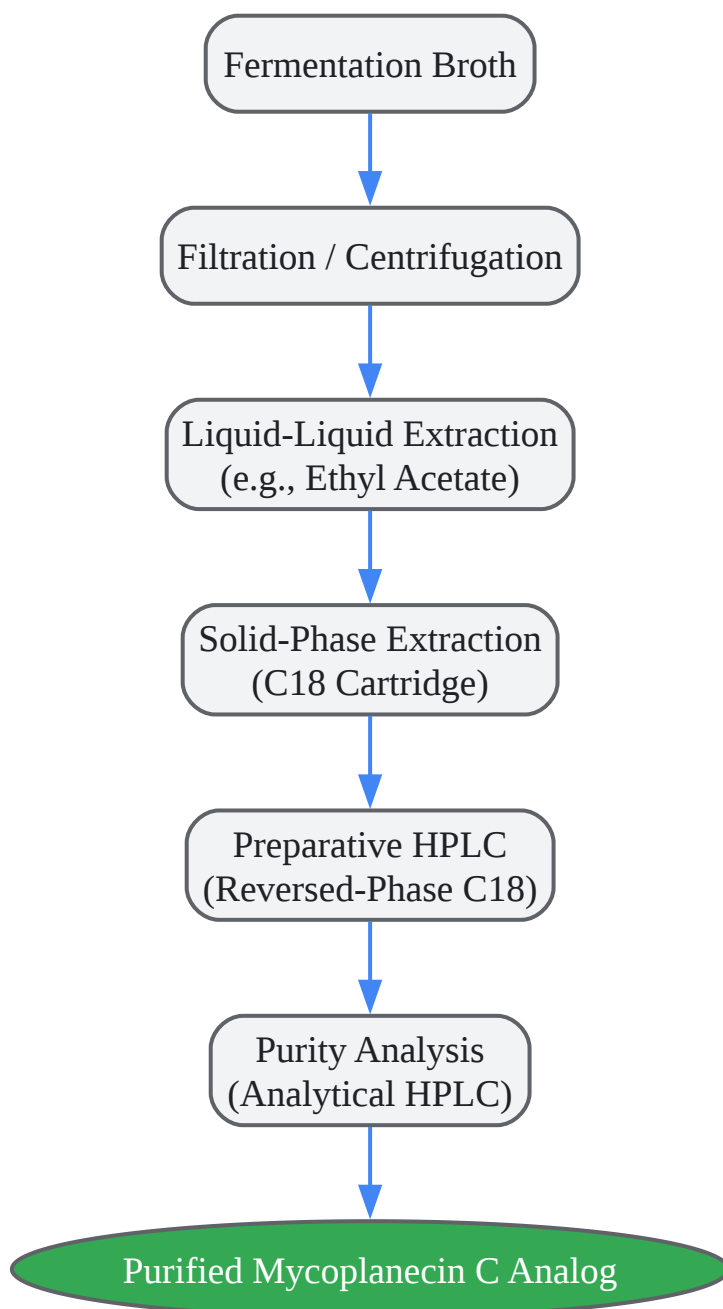 Fermentation Broth
Filtration / Centrifugation
Liquid-Liquid Extraction
(e.g., Ethyl Acetate)
Solid-Phase Extraction
(C18 Cartridge)
Preparative HPLC
(Reversed-Phase C18)
Purity Analysis
(Analytical HPLC)
Purified Mycoplanecin C Analog